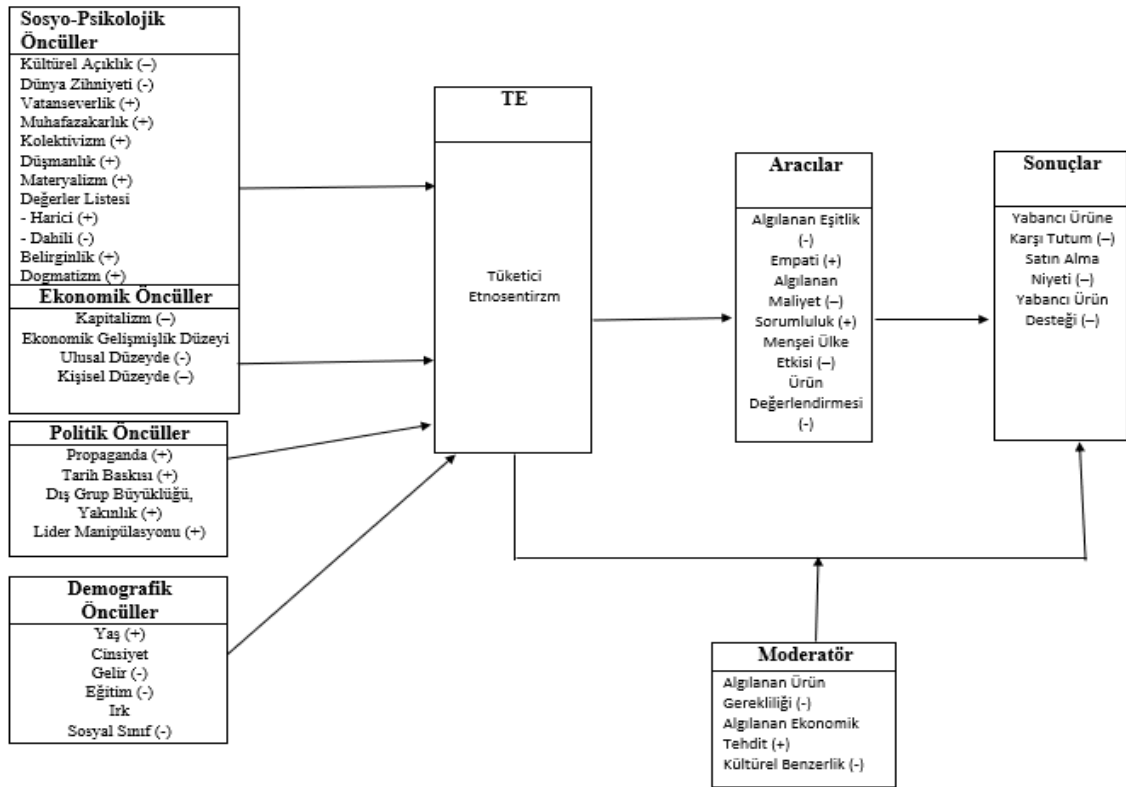 Sosyo-Psikolojik
Öncüller
Kültürel Açıklık (–)
Dünya Zihniyeti (-)
Vatanseverlik (+)
Muhafazakarlık (+)
Kolektivizm (+)
Düşmanlık (+)
Materyalizm (+)
Değerler Listesi
- Harici (+)
- Dahili (-)
Belirginlik (+)
Dogmatizm (+)
Ekonomik Öncüller
Kapitalizm (–)
Ekonomik Gelişmişlik Düzeyi
Ulusal Düzeyde (-)
Kişisel Düzeyde (–)
Politik Öncüller
Propaganda (+)
Tarih Baskısı (+)
Dış Grup Büyüklüğü,
Yakınlık (+)
Lider Manipülasyonu (+)
Demografik
Öncüller
Yaş (+)
Cinsiyet
Gelir (-)
Eğitim (-)
Irk
Sosyal Sınıf (-)
TE
Tüketici
Etnosentirzm
Aracılar
Algılanan Eşitlik
(-)
Empati (+)
Algılanan
Maliyet (–)
Sorumluluk (+)
Menşei Ülke
Etkisi (–)
Ürün
Değerlendirmesi
(-)
Sonuçlar
Yabancı Ürüne
Karşı Tutum (–)
Satın Alma
Niyeti (–)
Yabancı Ürün
Desteği (–)
Moderatör
Algılanan Ürün
Gerekliliği (-)
Algılanan Ekonomik
Tehdit (+)
Kültürel Benzerlik (-)